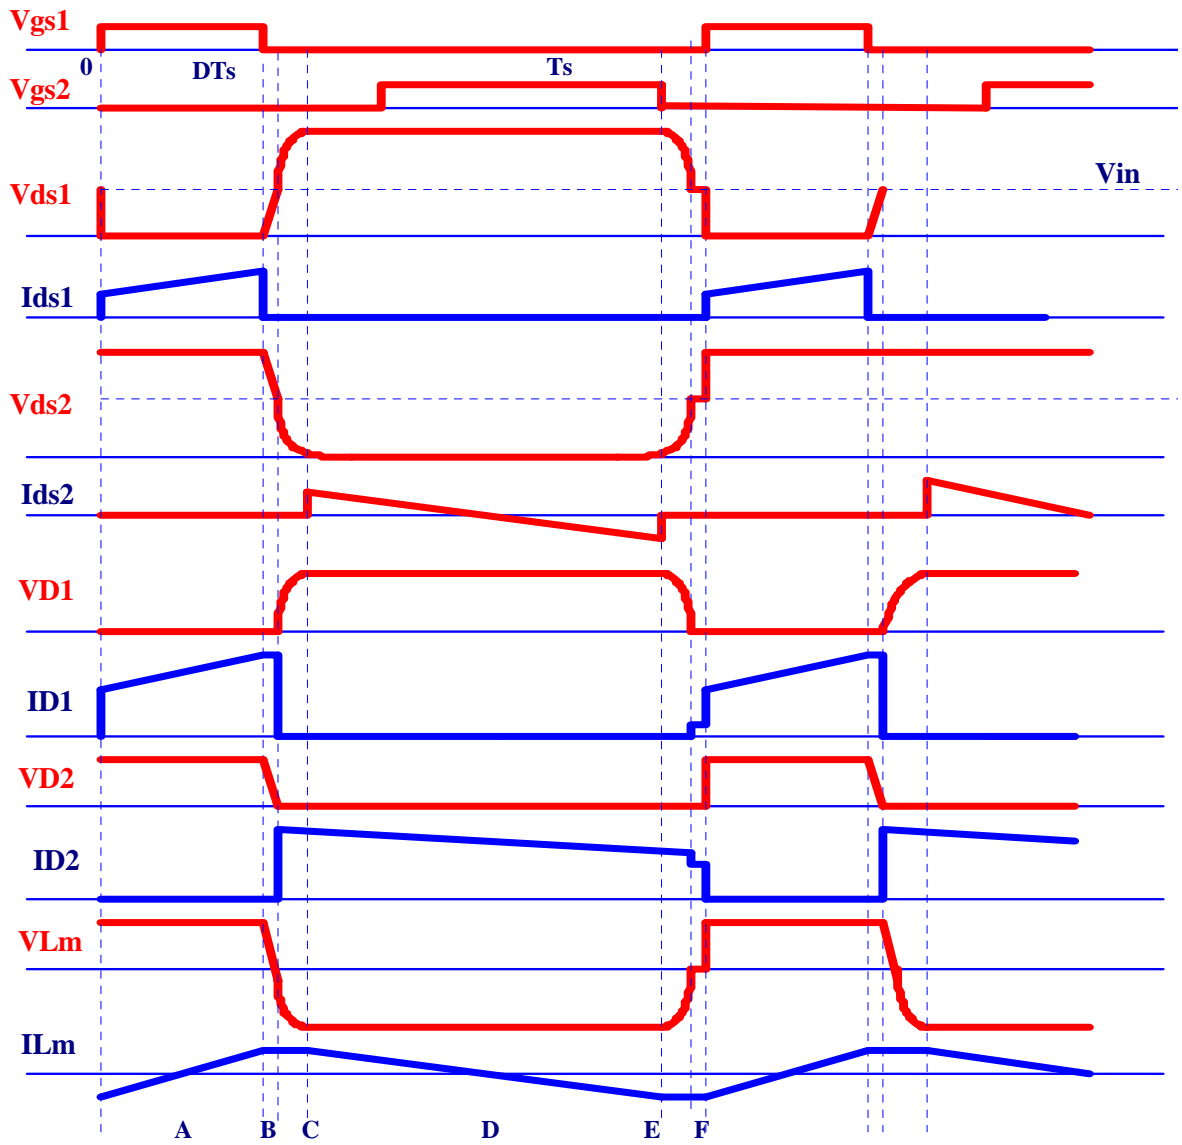 Vgs1
0
DTs
Ts
Vgs2
Vin
Vds1
Ids1
Vds2
Ids2
VD1
ID1
VD2
ID2
VLm
ILm
A B C D E F